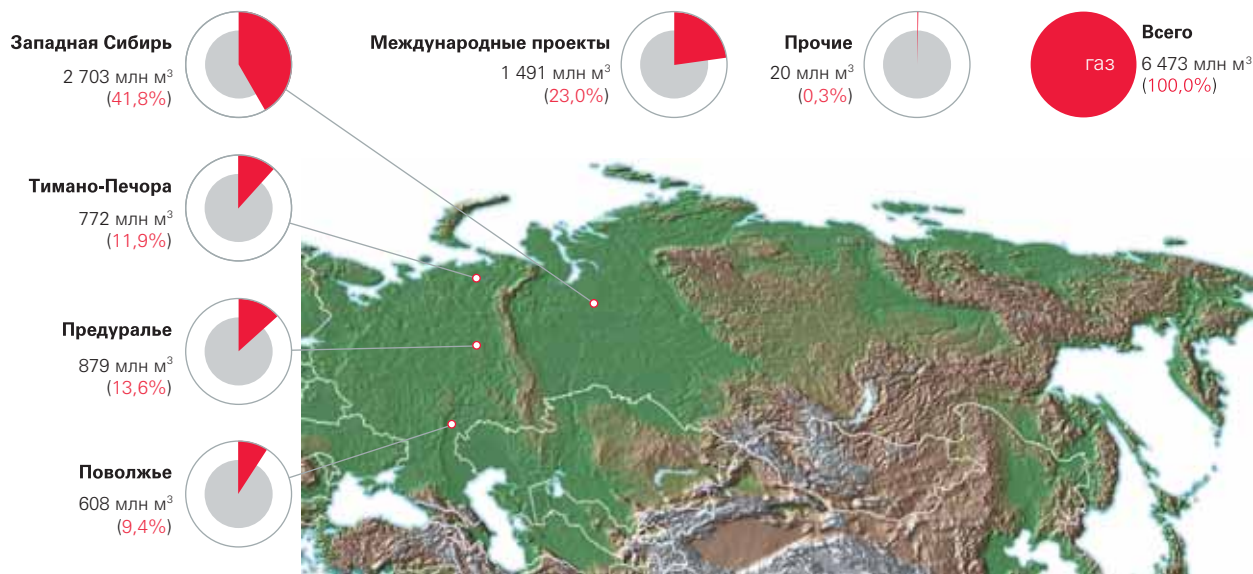 Западная Сибирь
2 703 млн м³
(41,8%)
Международные проекты
1 491 млн м³
(23,0%)
Прочие
20 млн м³
(0,3%)
газ
Всего
6 473 млн м³
(100,0%)
Тимано-Печора
772 млн м³
(11,9%)
Предуралье
879 млн м³
(13,6%)
Поволжье
608 млн м³
(9,4%)